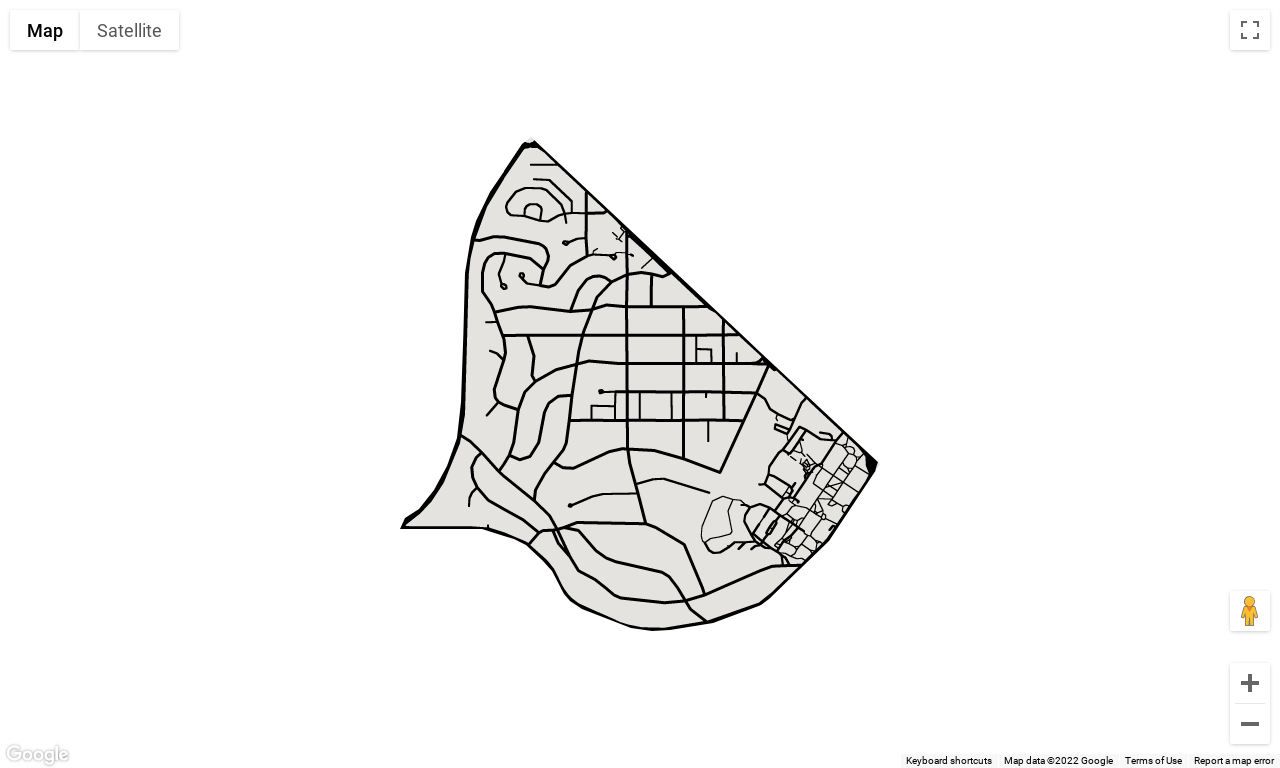 Map Satellite
Google
Keyboard shortcuts Map data ©2022 Google Terms of Use Report a map error